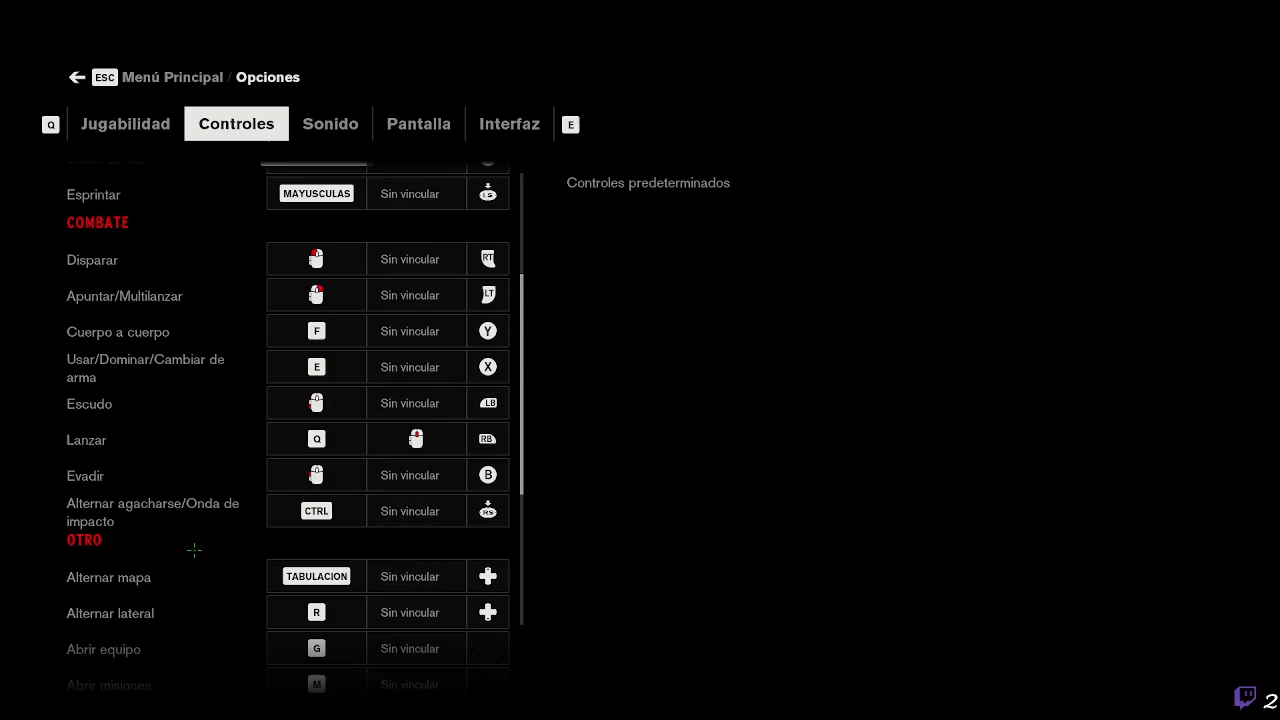 ESC Menú Principal / Opciones
Q Jugabilidad Controles Sonido Pantalla Interfaz E
Esprintar MAYUSCULAS Sin vincular LS
Controles predeterminados
COMBATE
Disparar Sin vincular RT
Apuntar/Multilanzar Sin vincular LT
Cuerpo a cuerpo F Sin vincular Y
Usar/Dominar/Cambiar de
arma E Sin vincular X
Escudo Sin vincular LB
Lanzar Q RB
Evadir Sin vincular B
Alternar agacharse/Onda de
impacto CTRL Sin vincular RS
OTRO
Alternar mapa TABULACION Sin vincular
Alternar lateral R Sin vincular
Abrir equipo G Sin vincular
Abrir misiones M Sin vincular
2